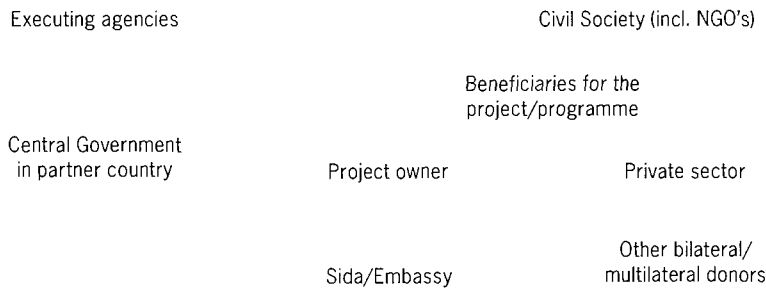 Executing agencies
Civil Society (incl. NGO's)
Beneficiaries for the
project/programme
Central Government
in partner country
Project owner
Private sector
Sida/Embassy
Other bilateral/
multilateral donors